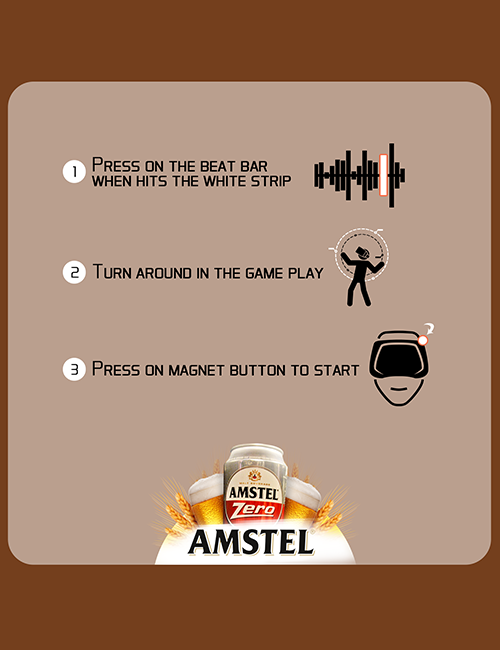 1 Press on the beat bar
when hits the white strip
2 Turn around in the game play
3 Press on magnet button to start
AMSTEL
Zero
AMSTEL